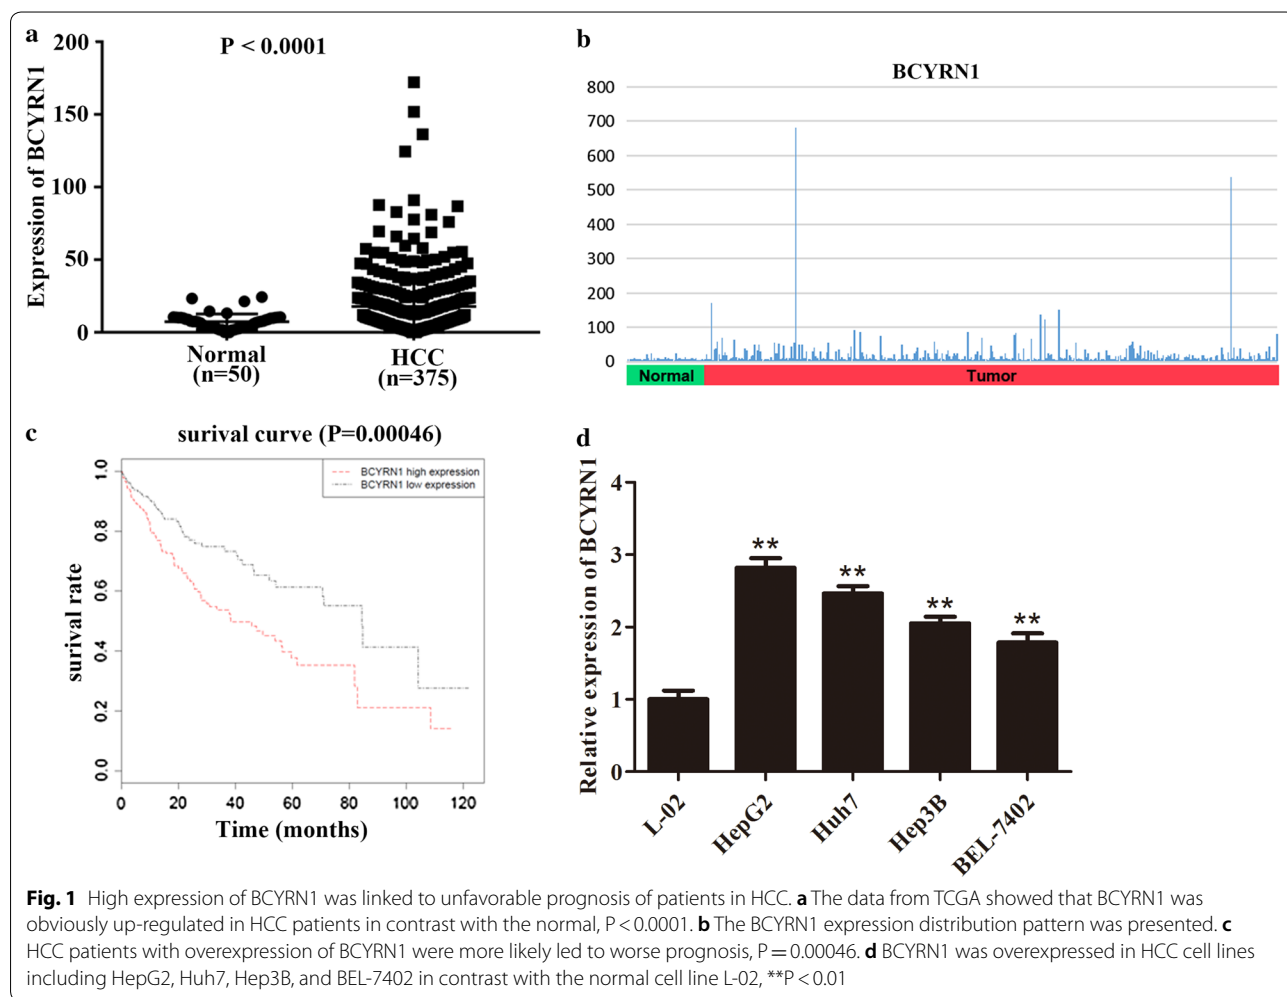 a
P < 0.0001
Expression of BCYRN1
200
150
100
50
0
Normal
(n=50)
HCC
(n=375)
b
BCYRN1
800
700
600
500
400
300
200
100
0
Normal
Tumor
c
surival curve (P=0.00046)
BCYRN1 high expression
BCYRN1 low expression
surival rate
1.0
0.8
0.6
0.4
0.2
0.0
0 20 40 60 80 100 120
Time (months)
d
Relative expression of BCYRN1
4
3
2
1
0
** ** ** **
L-02
HepG2
Huh7
Hep3B
BEL-7402
Fig. 1 High expression of BCYRN1 was linked to unfavorable prognosis of patients in HCC. a The data from TCGA showed that BCYRN1 was
obviously up-regulated in HCC patients in contrast with the normal, P < 0.0001. b The BCYRN1 expression distribution pattern was presented. c
HCC patients with overexpression of BCYRN1 were more likely led to worse prognosis, P = 0.00046. d BCYRN1 was overexpressed in HCC cell lines
including HepG2, Huh7, Hep3B, and BEL-7402 in contrast with the normal cell line L-02, **P < 0.01